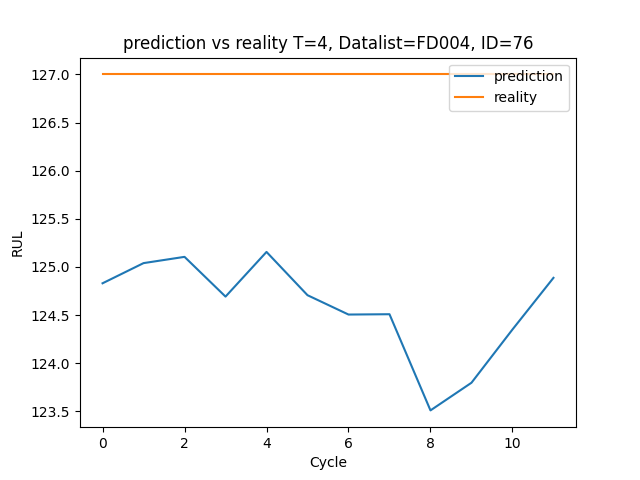 prediction vs reality T=4, Datalist=FD004, ID=76
127.0
126.5
126.0
125.5
125.0
124.5
124.0
123.5
RUL
prediction
reality
0 2 4 6 8 10
Cycle